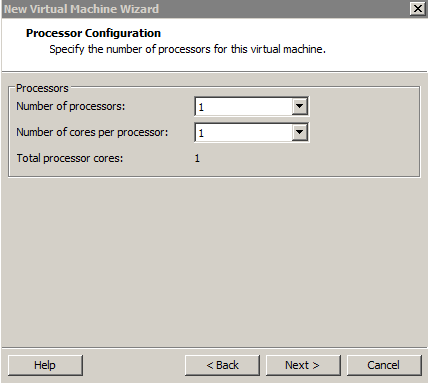 New Virtual Machine Wizard
Processor Configuration
Specify the number of processors for this virtual machine.
Processors
Number of processors: 1
Number of cores per processor: 1
Total processor cores: 1
Help < Back Next > Cancel